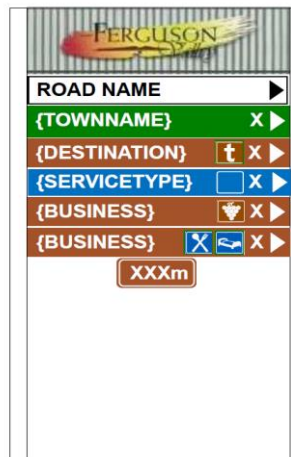 FERGUSON
Valley
ROAD NAME
{TOWNNAME} X
{DESTINATION} t X
{SERVICETYPE} X
{BUSINESS} X
{BUSINESS} X
XXXm